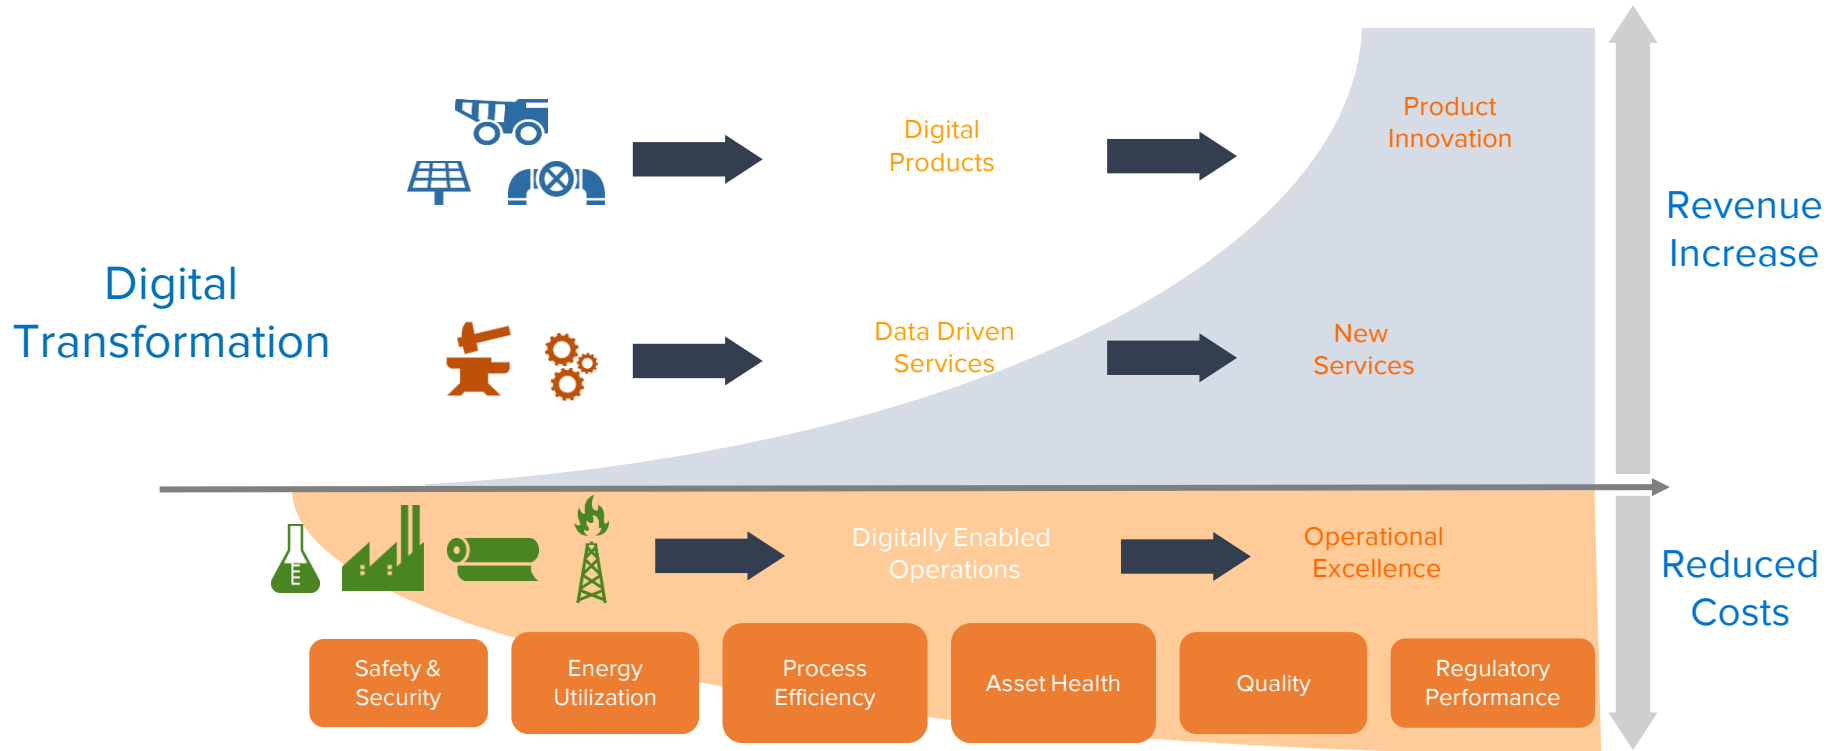 Digital
Products
Product
Innovation
Revenue
Increase
Digital
Transformation
Data Driven
Services
New
Services
Digitally Enabled
Operations
Operational
Excellence
Reduced
Costs
Safety &
Security
Energy
Utilization
Process
Efficiency
Asset Health
Quality
Regulatory
Performance